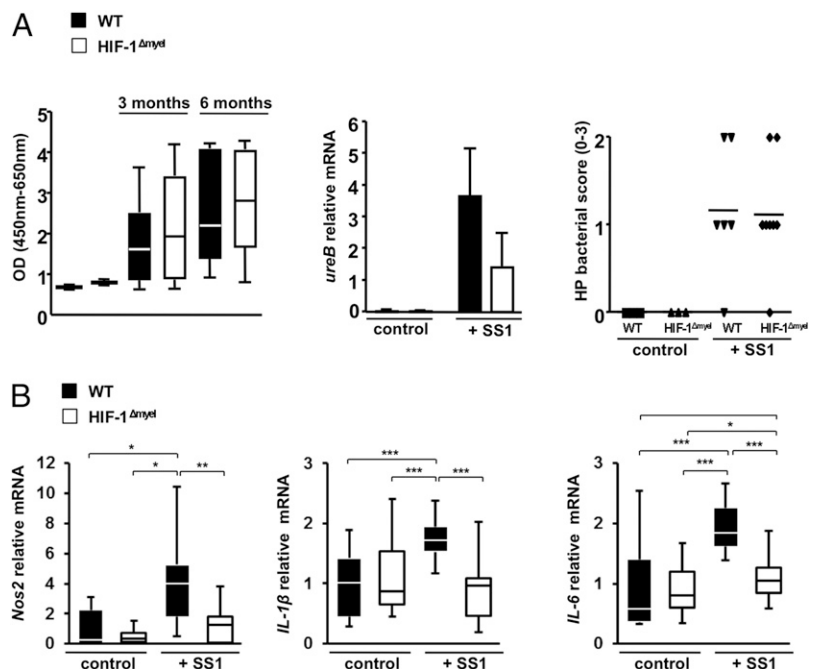 A
WT
HIF-1Δmyel
3 months 6 months
OD (450nm-650nm)
5
4
3
2
1
0
ureB relative mRNA
6
5
4
3
2
1
0
control + SS1
HP bacterial score (0-3)
2
1
0
WT HIF-1Δmyel WT HIF-1Δmyel
control + SS1
B
WT
HIF-1Δmyel
Nos2 relative mRNA
12
10
8
6
4
2
0
* * **
control + SS1
IL-1β relative mRNA
3
2
1
0
*** *** ***
control + SS1
IL-6 relative mRNA
3
2
1
0
*
*** ***
***
control + SS1